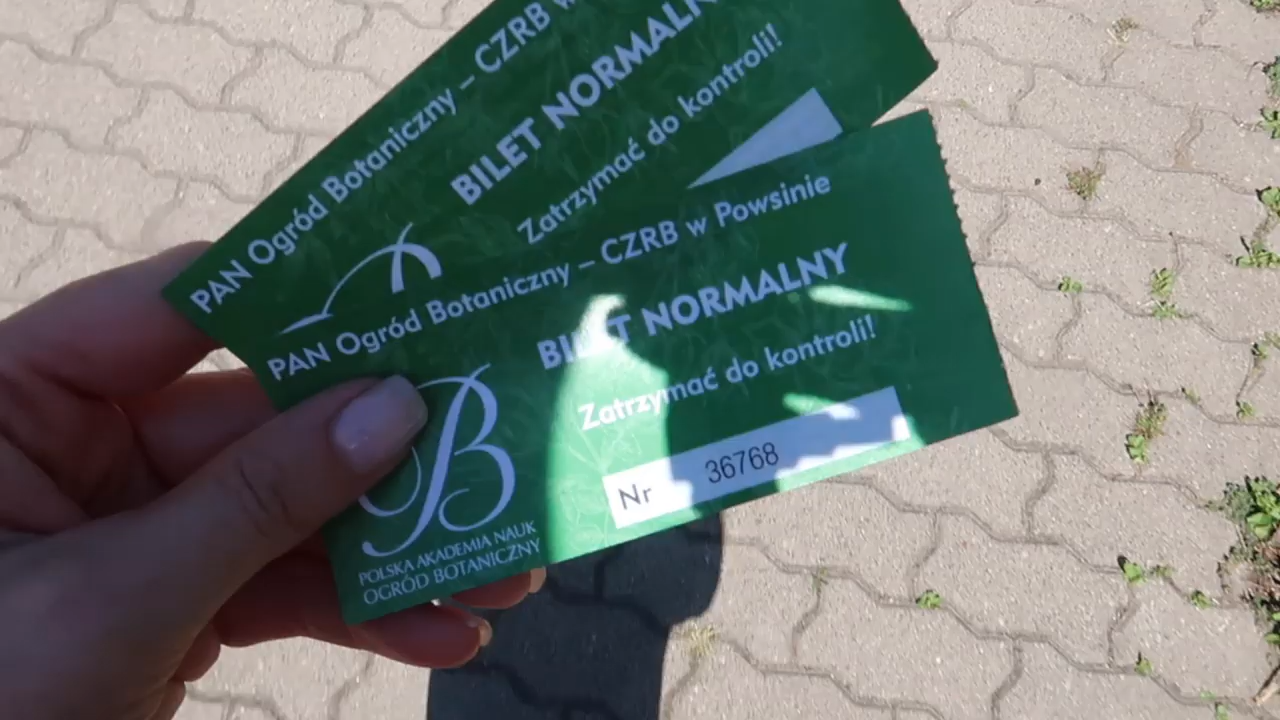 PAN Ogród Botaniczny – CZRB w
BILET NORMALN
Zatrzymać do kontroli!
PAN Ogród Botaniczny – CZRB w Powsinie
BILET NORMALNY
Zatrzymać do kontroli!
Nr 36768
B
POLSKA AKADEMIA NAUK
OGRÓD BOTANICZNY